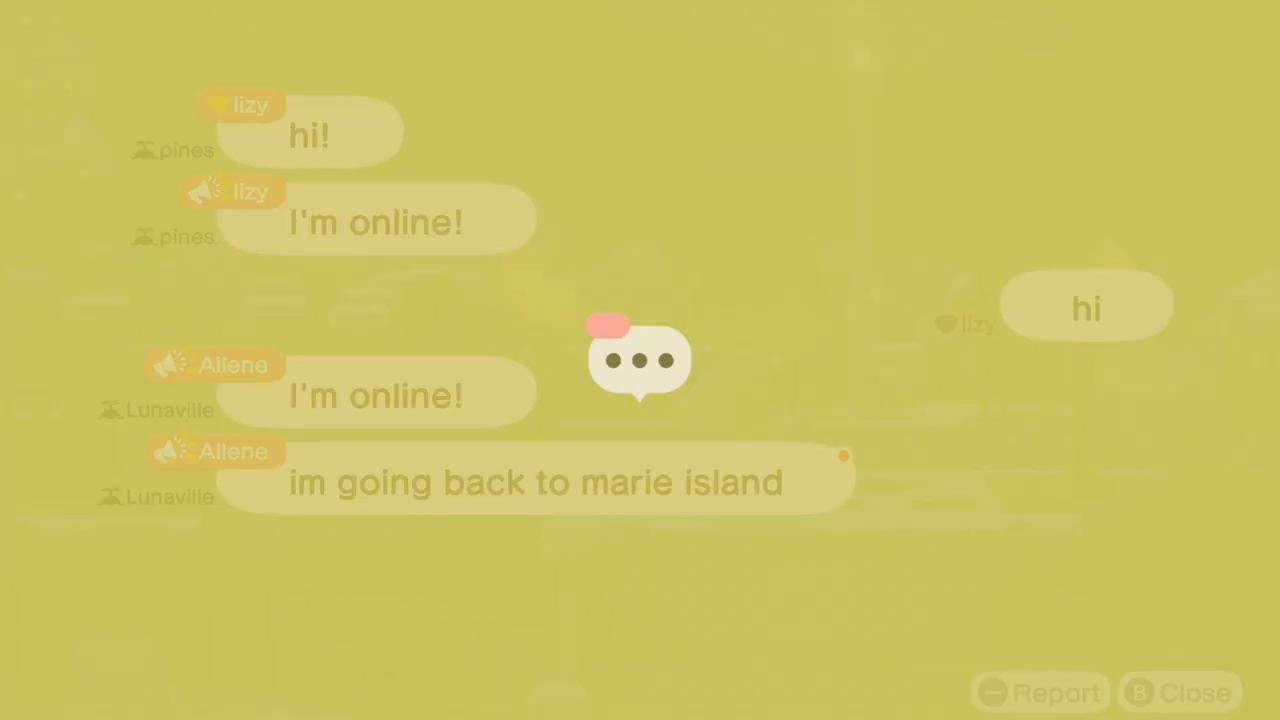 lizy
hi!
pines
lizy
I'm online!
pines
hi
lizy
Allene
I'm online!
Lunaville
Allene
im going back to marie island
Lunaville
Report
B Close